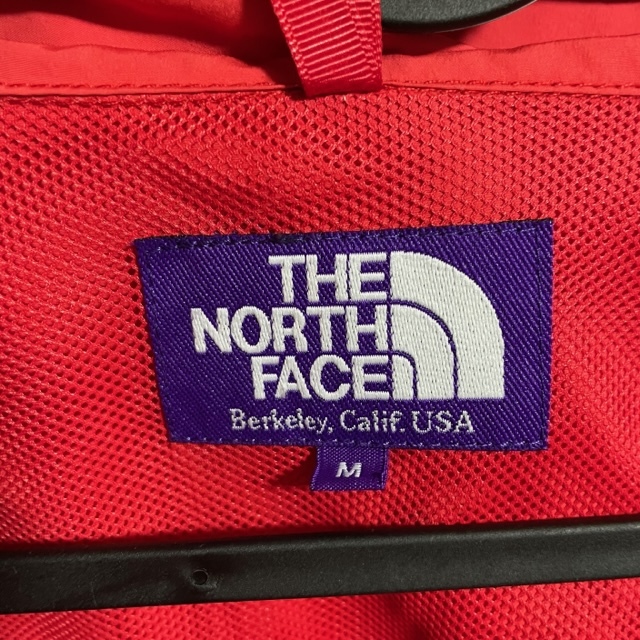 THE
NORTH
FACE
Berkeley, Calif. USA
M